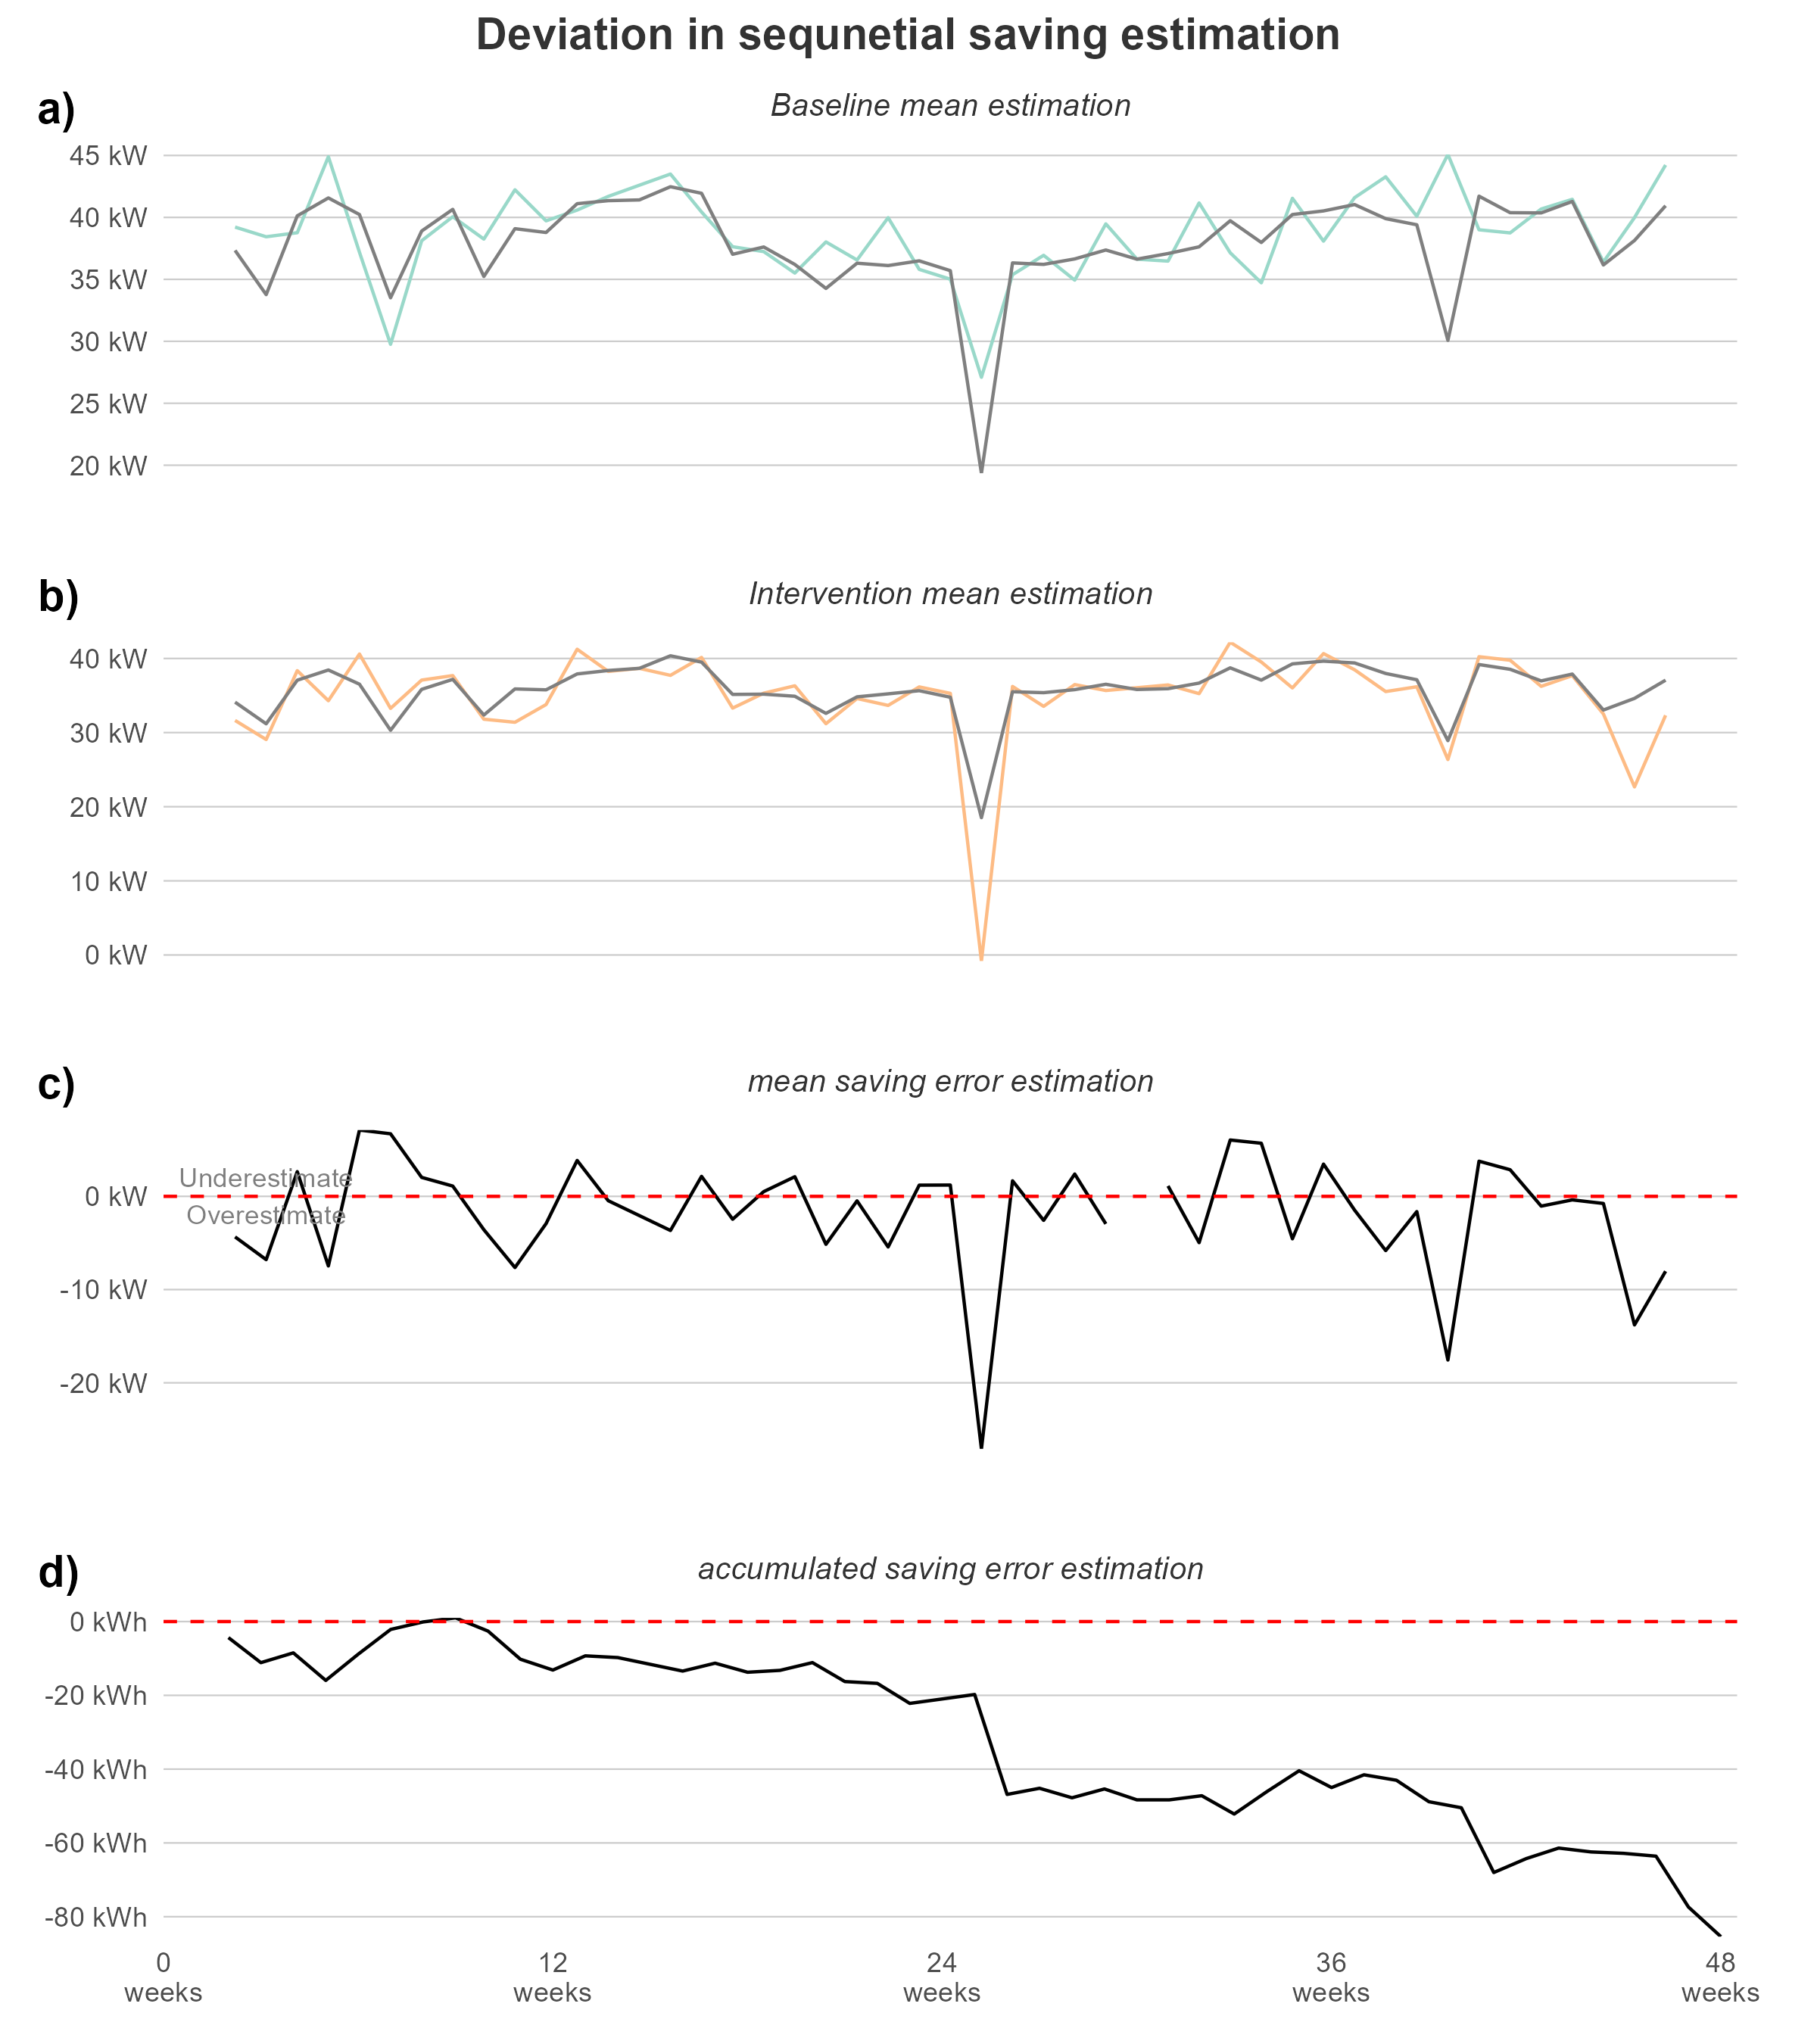 Deviation in sequnetial saving estimation
a)
Baseline mean estimation
45 kW
40 kW
35 kW
30 kW
25 kW
20 kW
b)
Intervention mean estimation
40 kW
30 kW
20 kW
10 kW
0 kW
c)
mean saving error estimation
Underestimate
0 kW
Overestimate
-10 kW
-20 kW
d)
accumulated saving error estimation
0 kWh
-20 kWh
-40 kWh
-60 kWh
-80 kWh
0 12 24 36 48
weeks weeks weeks weeks weeks